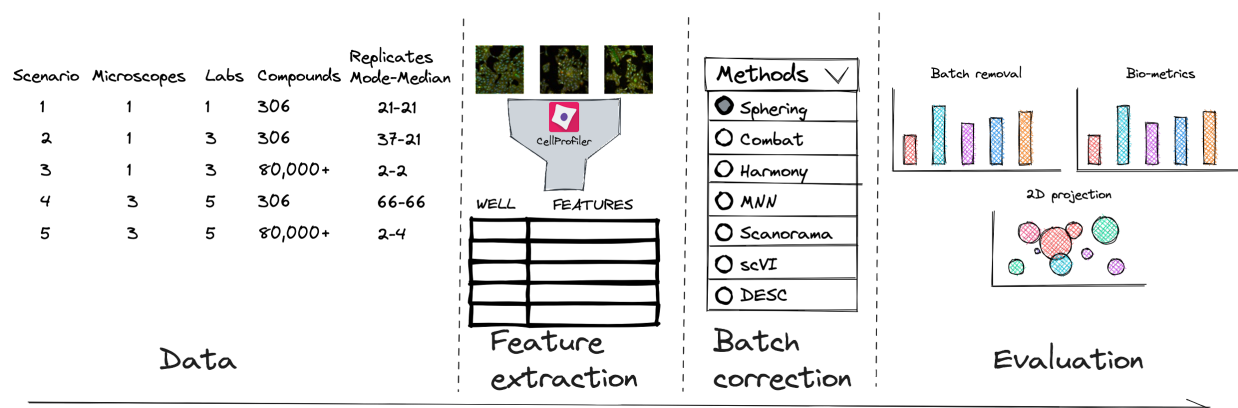 Scenario Microscopes Labs Compounds Replicates Mode-Median
1 1 1 306 21-21
2 1 3 306 37-21
3 1 3 80,000+ 2-2
4 3 5 306 66-66
5 3 5 80,000+ 2-4
Data
CellProfiler
WELL FEATURES
Feature
extraction
Methods
Sphering
Combat
Harmony
MNN
Scanorama
scVI
DESC
Batch
correction
Batch removal
Bio-metrics
2D projection
Evaluation